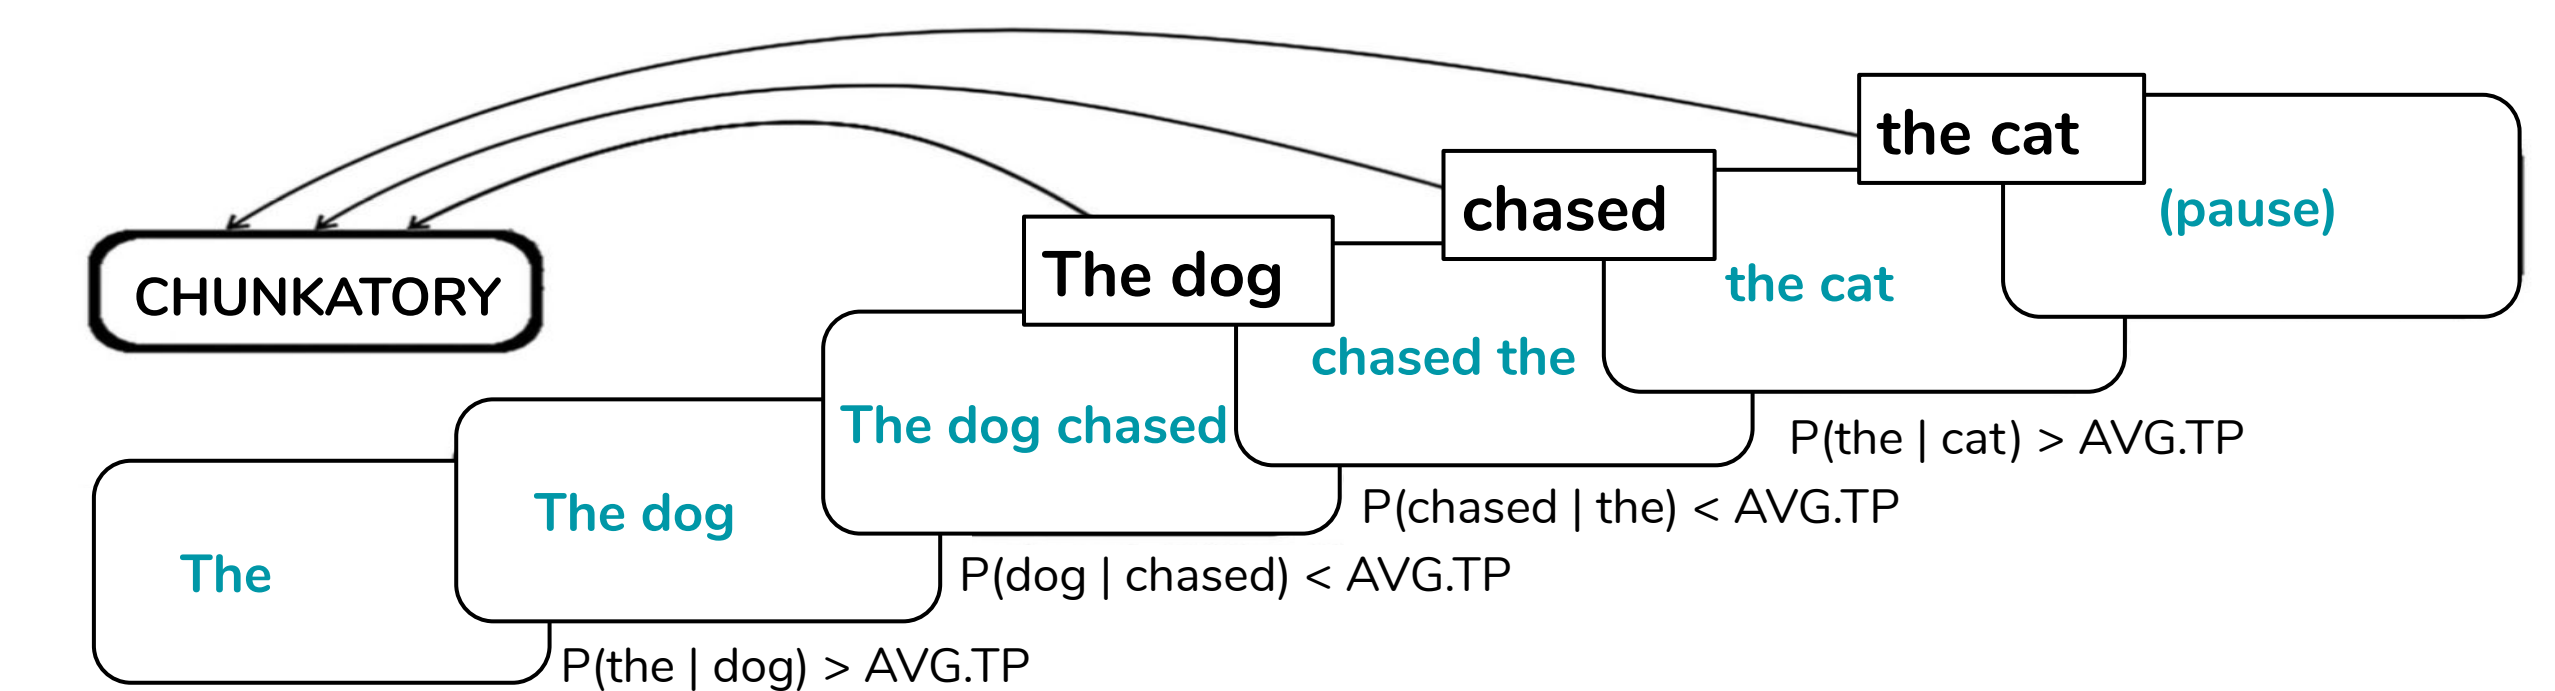 the cat
(pause)
chased
the cat
The dog
chased the
CHUNKATORY
The dog chased
P(the | cat) > AVG.TP
The dog
P(chased | the) < AVG.TP
The
P(dog | chased) < AVG.TP
P(the | dog) > AVG.TP